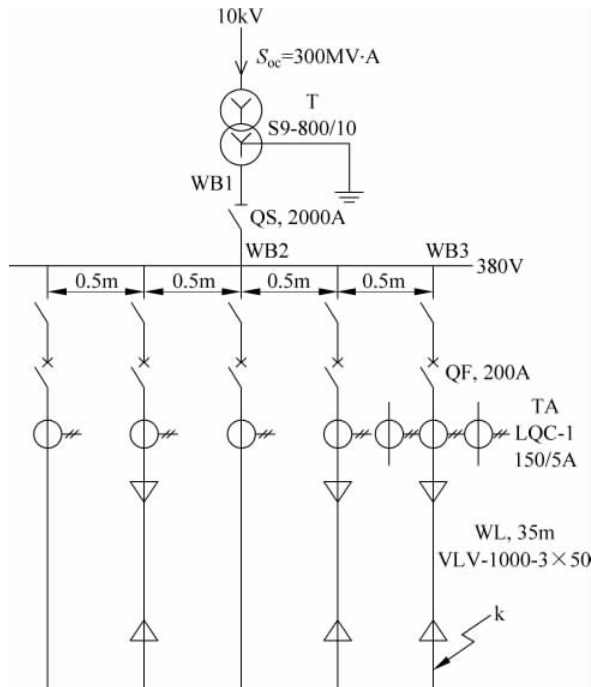 10kV
Soc=300MV·A
T
S9-800/10
WB1
QS, 2000A
WB2
WB3
380V
0.5m
0.5m
0.5m
0.5m
QF, 200A
TA
LQC-1
150/5A
WL, 35m
VLV-1000-3×50
k